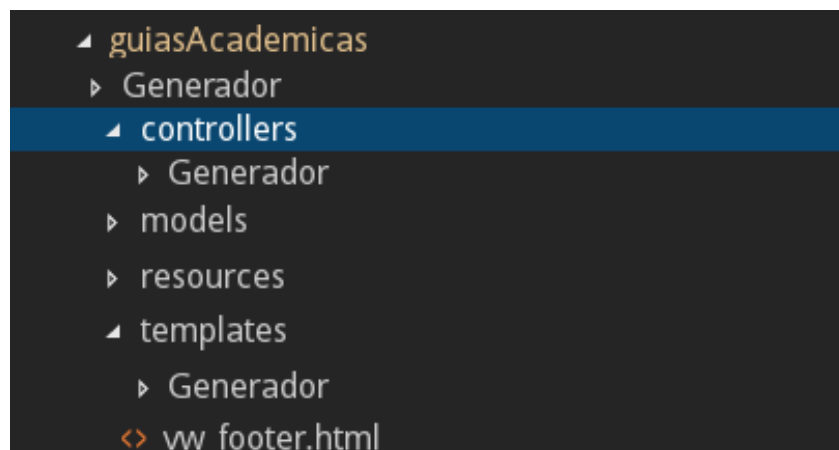 guiasAcademicas
Generador
controllers
Generador
models
resources
templates
Generador
<> vw_footer.html